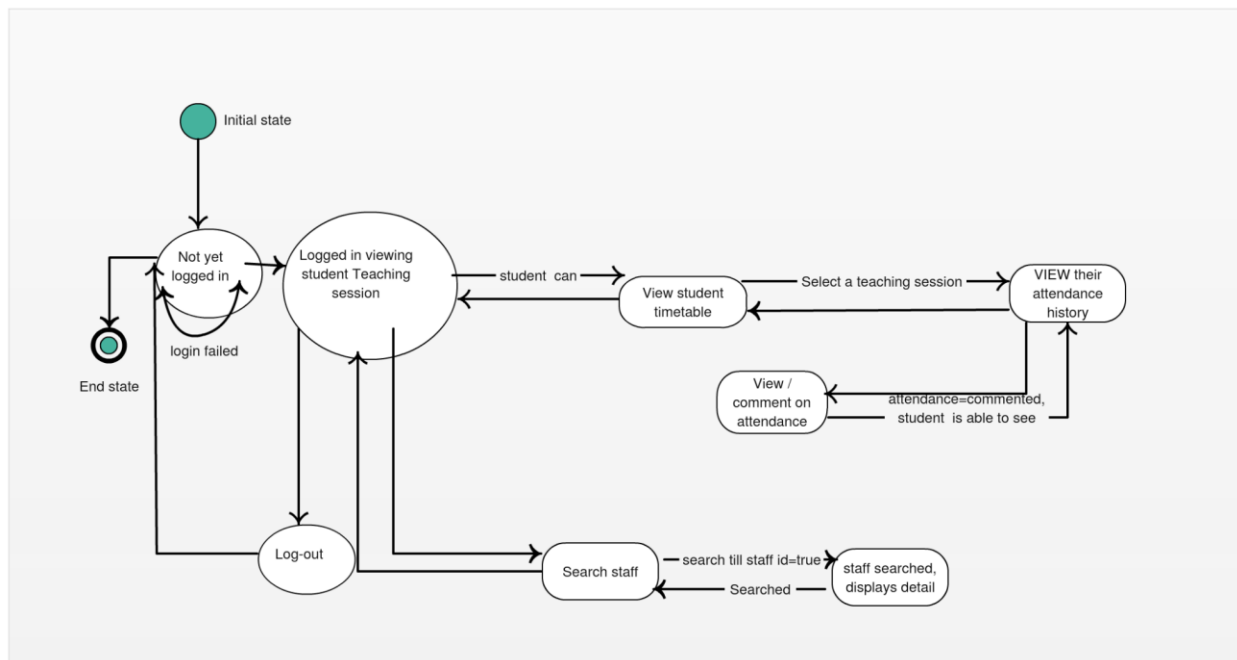 Initial state
Not yet
logged in
login failed
End state
Logged in viewing
student Teaching
session
student can
View student
timetable
Select a teaching session
VIEW their
attendance
history
View /
comment on
attendance
attendance=commented,
student is able to see
Log-out
Search staff
search till staff id=true
Searched
staff searched,
displays detail